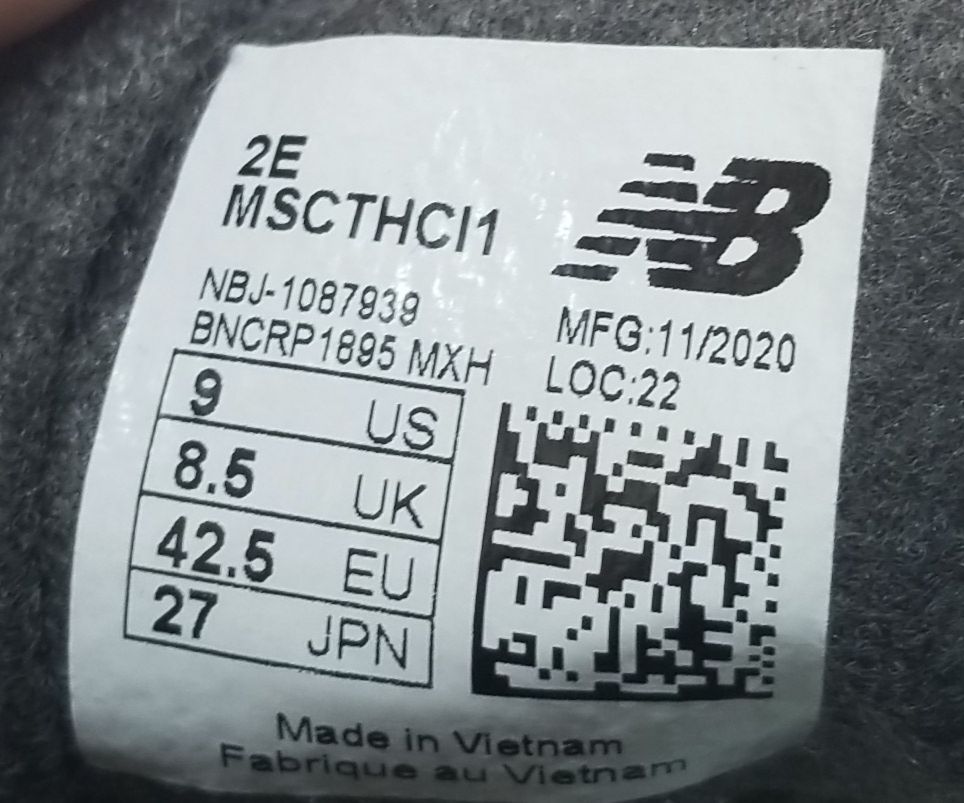 2E
MSCTHCI1
NB
NBJ-1087939
BNCRP1895 MXH
MFG:11/2020
LOC:22
9 US
8.5 UK
42.5 EU
27 JPN
Made in Vietnam
Fabrique au Vietnam